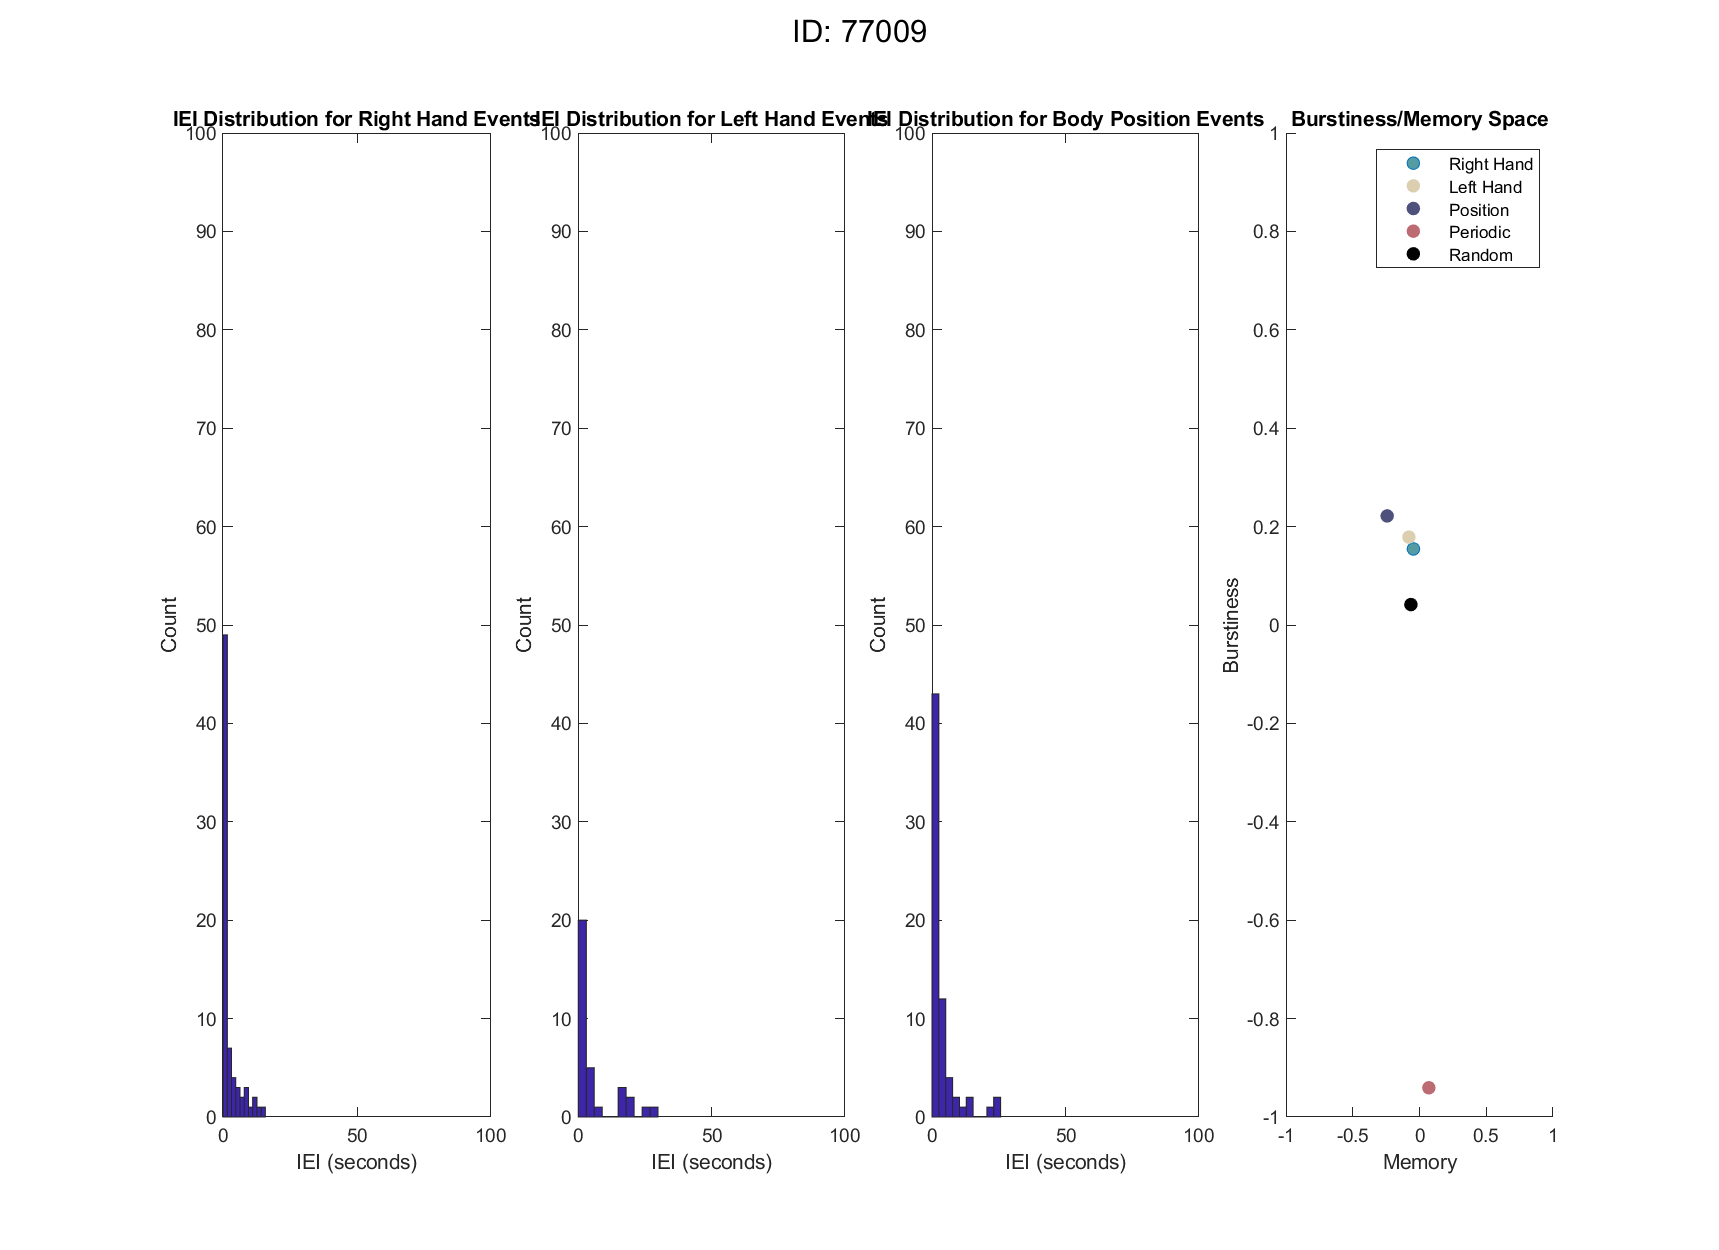 ID: 77009
IEI Distribution for Right Hand Events
IEI Distribution for Left Hand Events
IEI Distribution for Body Position Events
Burstiness/Memory Space
100
90
80
70
60
50
40
30
20
10
0
Count
0 50 100
IEI (seconds)
100
90
80
70
60
50
40
30
20
10
0
Count
0 50 100
IEI (seconds)
100
90
80
70
60
50
40
30
20
10
0
Count
0 50 100
IEI (seconds)
1
0.8
0.6
0.4
0.2
0
-0.2
-0.4
-0.6
-0.8
-1
Burstiness
-1 -0.5 0 0.5 1
Memory
Right Hand
Left Hand
Position
Periodic
Random